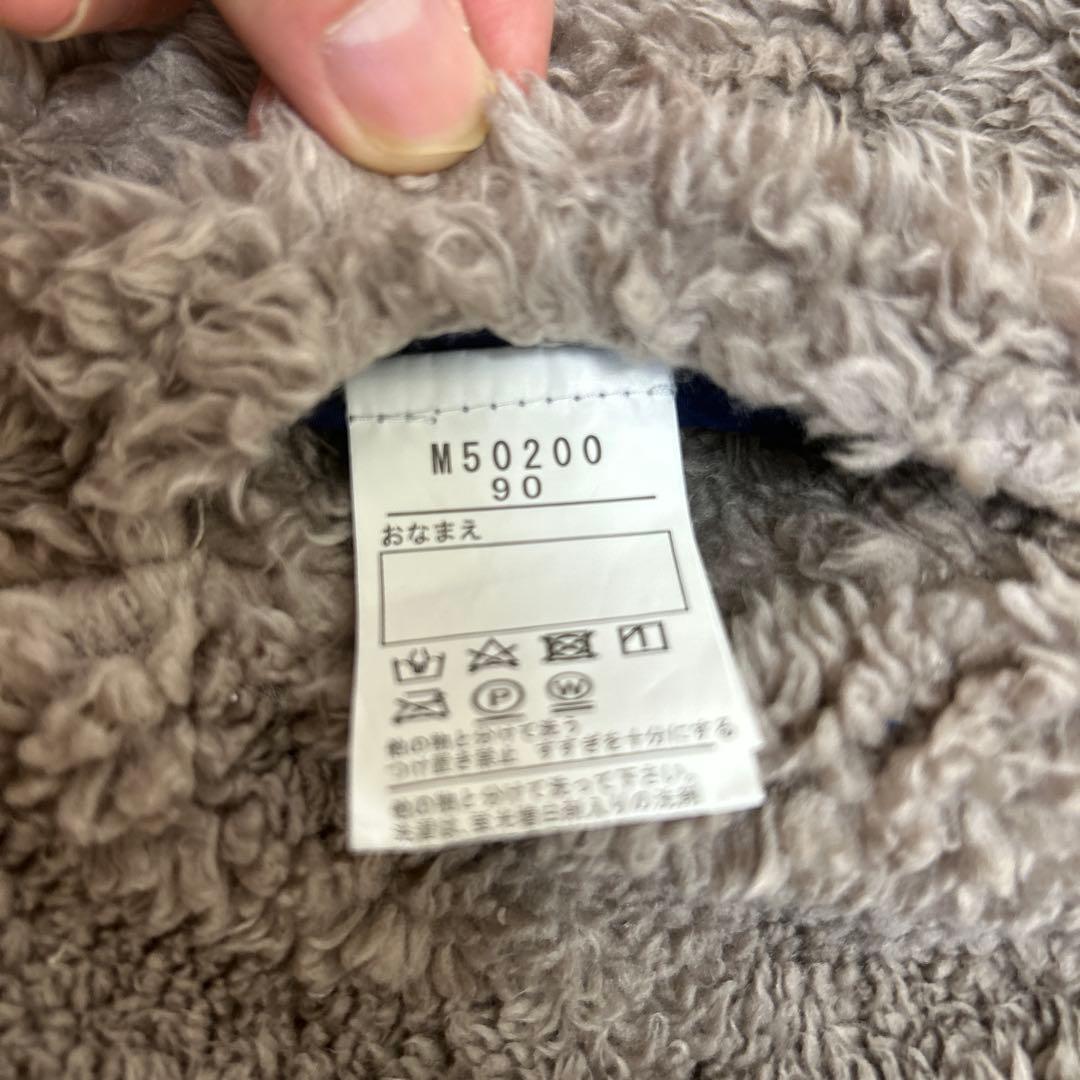 M50200
90
おなまえ
P W
他の物と分けて洗う
つけ置き禁止 すすぎを十分にする
他の物と分けて洗って下さい。
洗濯は、蛍光増白剤入りの洗剤